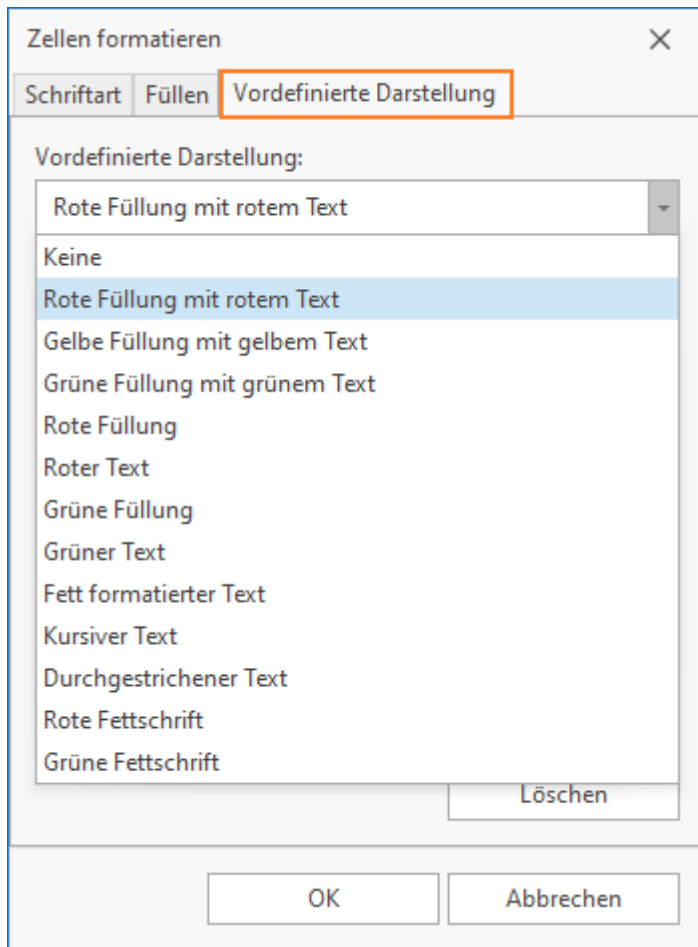 Zellen formatieren
Schriftart Füllen Vordefinierte Darstellung
Vordefinierte Darstellung:
Rote Füllung mit rotem Text
Keine
Rote Füllung mit rotem Text
Gelbe Füllung mit gelbem Text
Grüne Füllung mit grünem Text
Rote Füllung
Roter Text
Grüne Füllung
Grüner Text
Fett formatierter Text
Kursiver Text
Durchgestrichener Text
Rote Fettschrift
Grüne Fettschrift
Löschen
OK Abbrechen